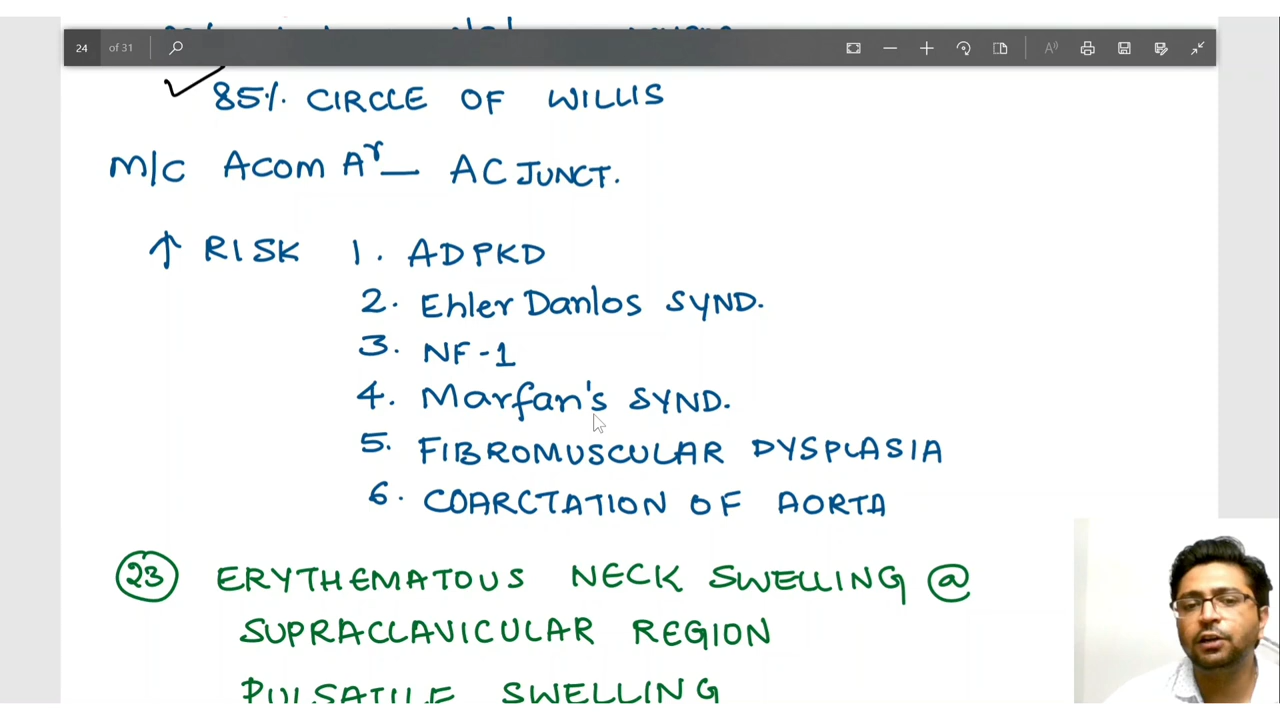 24 of 31
85% CIRCLE OF WILLIS
M/C ACOM Ar — AC JUNCT.
↑ RISK 1. ADPKD
2. Ehler Danlos SYND.
3. NF-1
4. Marfan's SYND.
5. FIBROMUSCULAR DYSPLASIA
6. COARCTATION OF AORTA
23 ERYTHEMATOUS NECK SWELLING @
SUPRACLAVICULAR REGION
PULSATILE SWELLING